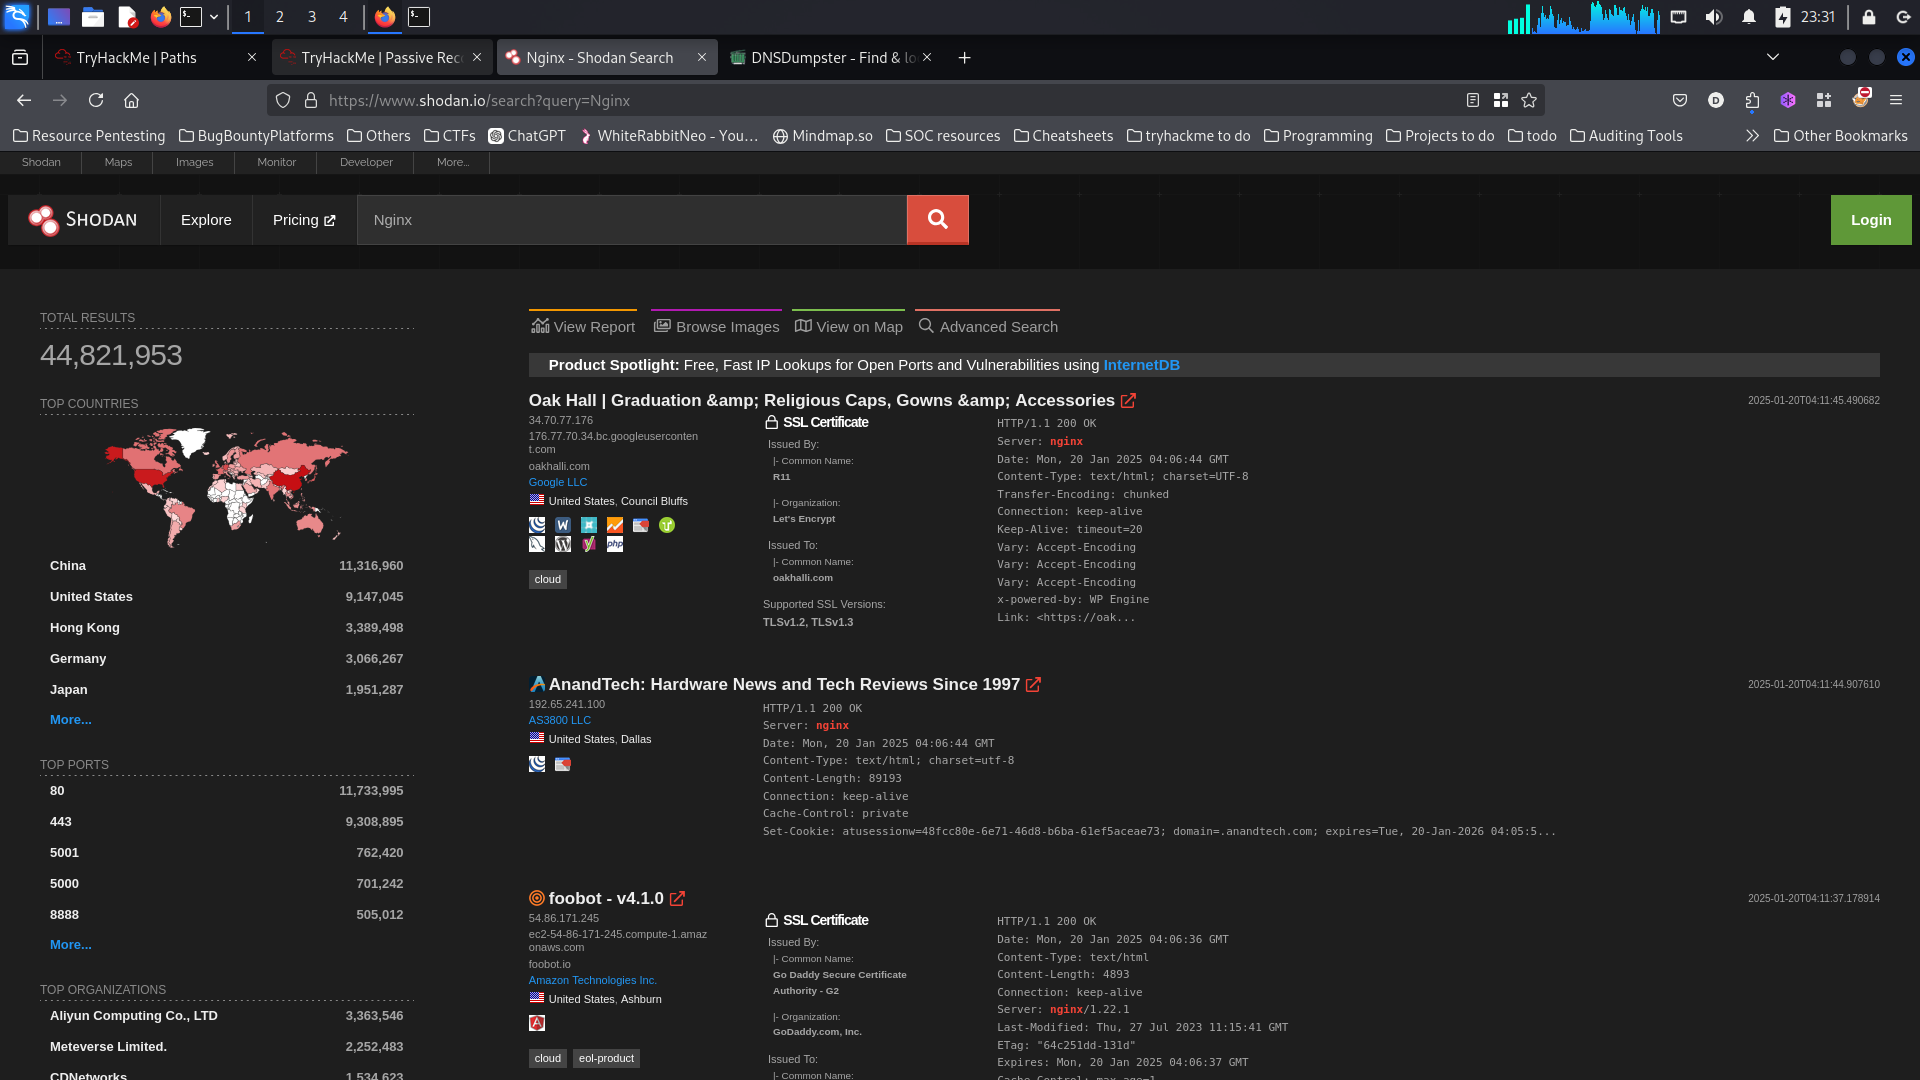 1 2 3 4
23:31
TryHackMe | Paths
TryHackMe | Passive Rec
Nginx - Shodan Search
DNSDumpster - Find & lo
https://www.shodan.io/search?query=Nginx
Resource Pentesting
BugBountyPlatforms
Others
CTFs
ChatGPT
WhiteRabbitNeo - You…
Mindmap.so
SOC resources
Cheatsheets
tryhackme to do
Programming
Projects to do
todo
Auditing Tools
Other Bookmarks
Shodan
Maps
Images
Monitor
Developer
More...
SHODAN
Explore
Pricing
Nginx
Login
TOTAL RESULTS
44,821,953
TOP COUNTRIES
China 11,316,960
United States 9,147,045
Hong Kong 3,389,498
Germany 3,066,267
Japan 1,951,287
More...
TOP PORTS
80 11,733,995
443 9,308,895
5001 762,420
5000 701,242
8888 505,012
More...
TOP ORGANIZATIONS
Aliyun Computing Co., LTD 3,363,546
Meteverse Limited. 2,252,483
CDNetworks 1,534,623
View Report
Browse Images
View on Map
Advanced Search
Product Spotlight: Free, Fast IP Lookups for Open Ports and Vulnerabilities using InternetDB
Oak Hall | Graduation &amp; Religious Caps, Gowns &amp; Accessories
2025-01-20T04:11:45.490682
34.70.77.176
176.77.70.34.bc.googleuserconten
t.com
oakhalli.com
Google LLC
United States, Council Bluffs
php
cloud
SSL Certificate
Issued By:
|- Common Name:
R11
|- Organization:
Let's Encrypt
Issued To:
|- Common Name:
oakhalli.com
Supported SSL Versions:
TLSv1.2, TLSv1.3
HTTP/1.1 200 OK
Server: nginx
Date: Mon, 20 Jan 2025 04:06:44 GMT
Content-Type: text/html; charset=UTF-8
Transfer-Encoding: chunked
Connection: keep-alive
Keep-Alive: timeout=20
Vary: Accept-Encoding
Vary: Accept-Encoding
Vary: Accept-Encoding
x-powered-by: WP Engine
Link: <https://oak...
AnandTech: Hardware News and Tech Reviews Since 1997
2025-01-20T04:11:44.907610
192.65.241.100
AS3800 LLC
United States, Dallas
HTTP/1.1 200 OK
Server: nginx
Date: Mon, 20 Jan 2025 04:06:44 GMT
Content-Type: text/html; charset=utf-8
Content-Length: 89193
Connection: keep-alive
Cache-Control: private
Set-Cookie: atusessionw=48fcc80e-6e71-46d8-b6ba-61ef5aceae73; domain=.anandtech.com; expires=Tue, 20-Jan-2026 04:05:5...
foobot - v4.1.0
2025-01-20T04:11:37.178914
54.86.171.245
ec2-54-86-171-245.compute-1.amaz
onaws.com
foobot.io
Amazon Technologies Inc.
United States, Ashburn
cloud
eol-product
SSL Certificate
Issued By:
|- Common Name:
Go Daddy Secure Certificate
Authority - G2
|- Organization:
GoDaddy.com, Inc.
Issued To:
|- Common Name:
HTTP/1.1 200 OK
Date: Mon, 20 Jan 2025 04:06:36 GMT
Content-Type: text/html
Content-Length: 4893
Connection: keep-alive
Server: nginx/1.22.1
Last-Modified: Thu, 27 Jul 2023 11:15:41 GMT
ETag: "64c251dd-131d"
Expires: Mon, 20 Jan 2025 04:06:37 GMT
Cache-Control: max-age=1